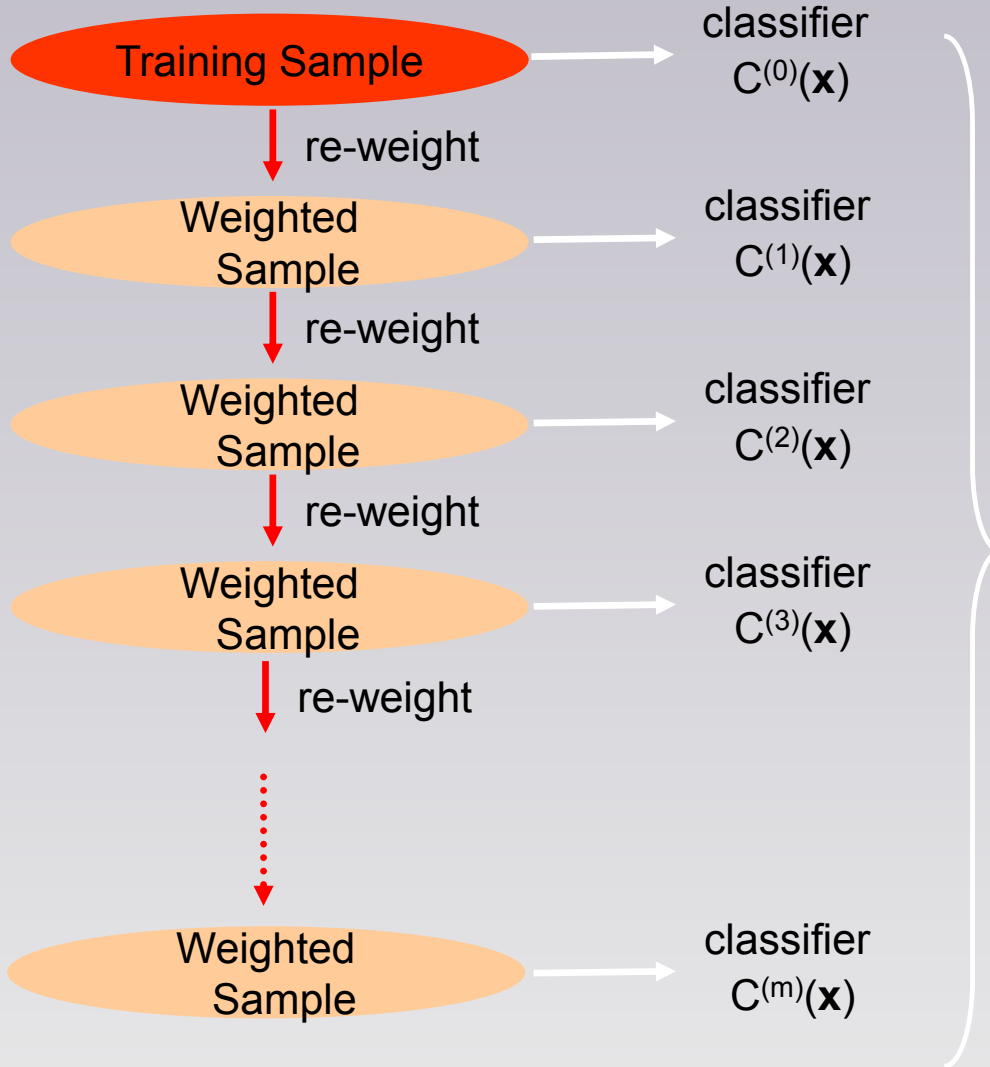 Training Sample
classifier
C⁽⁰⁾(x)
re-weight
Weighted
Sample
classifier
C⁽¹⁾(x)
re-weight
Weighted
Sample
classifier
C⁽²⁾(x)
re-weight
Weighted
Sample
classifier
C⁽³⁾(x)
re-weight
Weighted
Sample
classifier
C⁽ᵐ⁾(x)